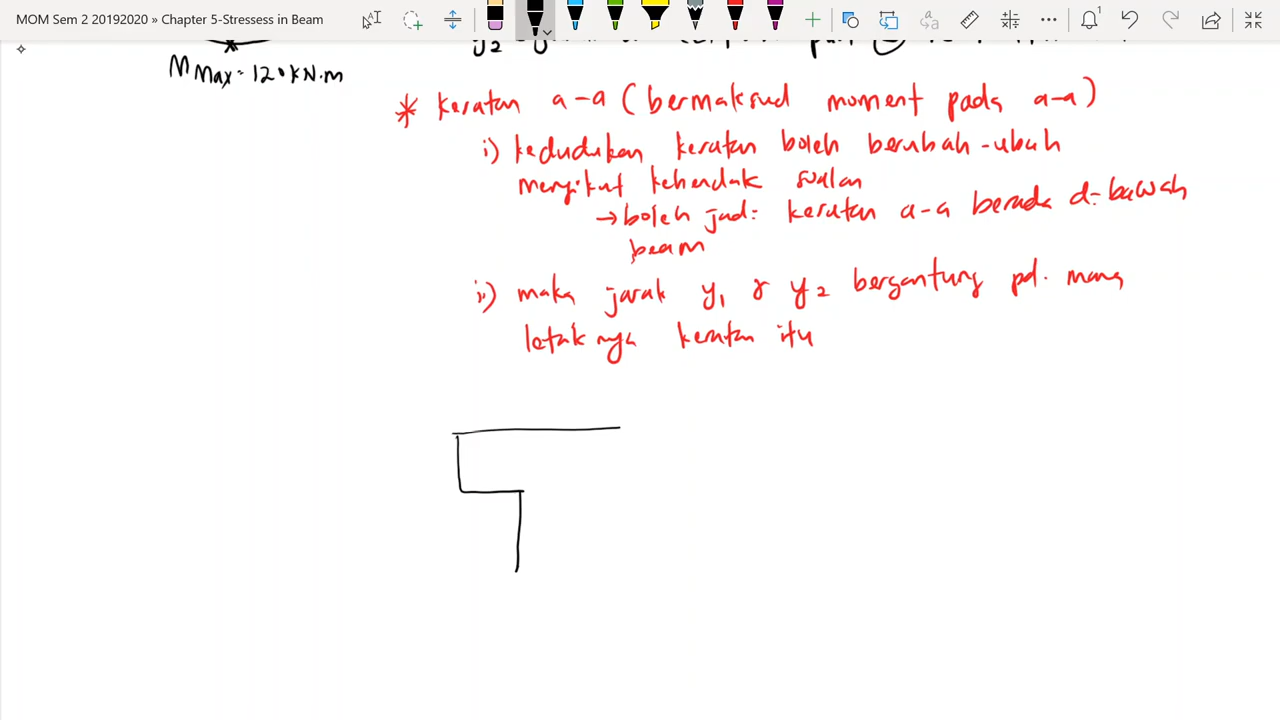 MOM Sem 2 20192020 » Chapter 5-Stressess in Beam
M Max = 120 kN.m
* Keratan a-a (bermaksud moment pada a-a)
i) kedudukan keratan boleh berubah-ubah
mengikut kehendak soalan
→ boleh jadi keratan a-a berada di bawah
beam
ii) maka jarak y1 & y2 bergantung pd. mana
letaknya keratan itu